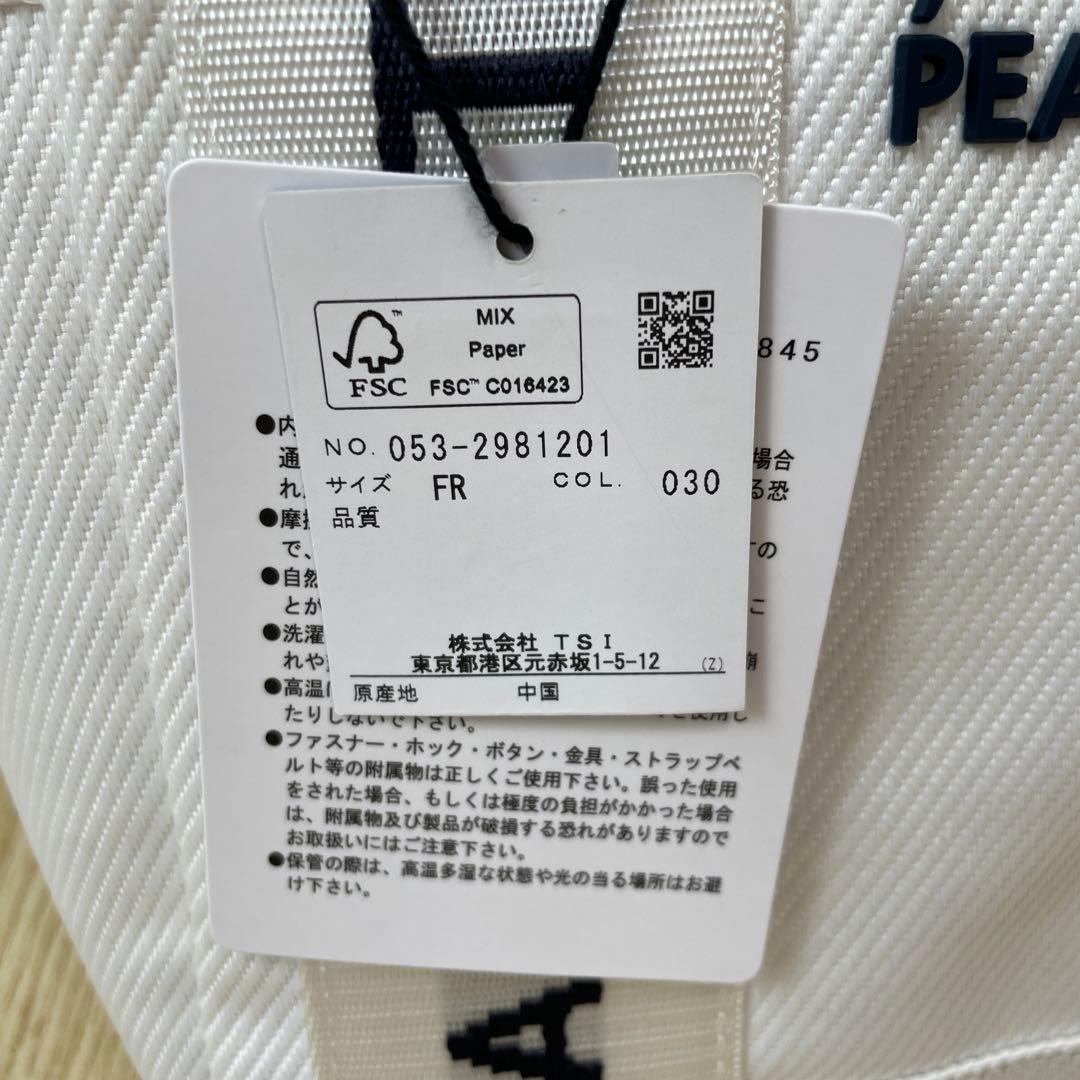 PEA
MIX
Paper
FSC
FSC™ C016423
845
NO. 053-2981201
サイズ FR COL. 030
品質
株式会社 TSI
東京都港区元赤坂1-5-12 (Z)
原産地 中国
●内
通 場合
れ る恐
●摩
で、 の
●自然
とが こ
●洗濯
れや
●高温
たりしないで下さい。
●ファスナー・ホック・ボタン・金具・ストラップベ
ルト等の附属物は正しくご使用下さい。誤った使用
をされた場合、もしくは極度の負担がかかった場合
は、附属物及び製品が破損する恐れがありますので
お取扱いにはご注意下さい。
●保管の際は、高温多湿な状態や光の当る場所はお避
け下さい。
A